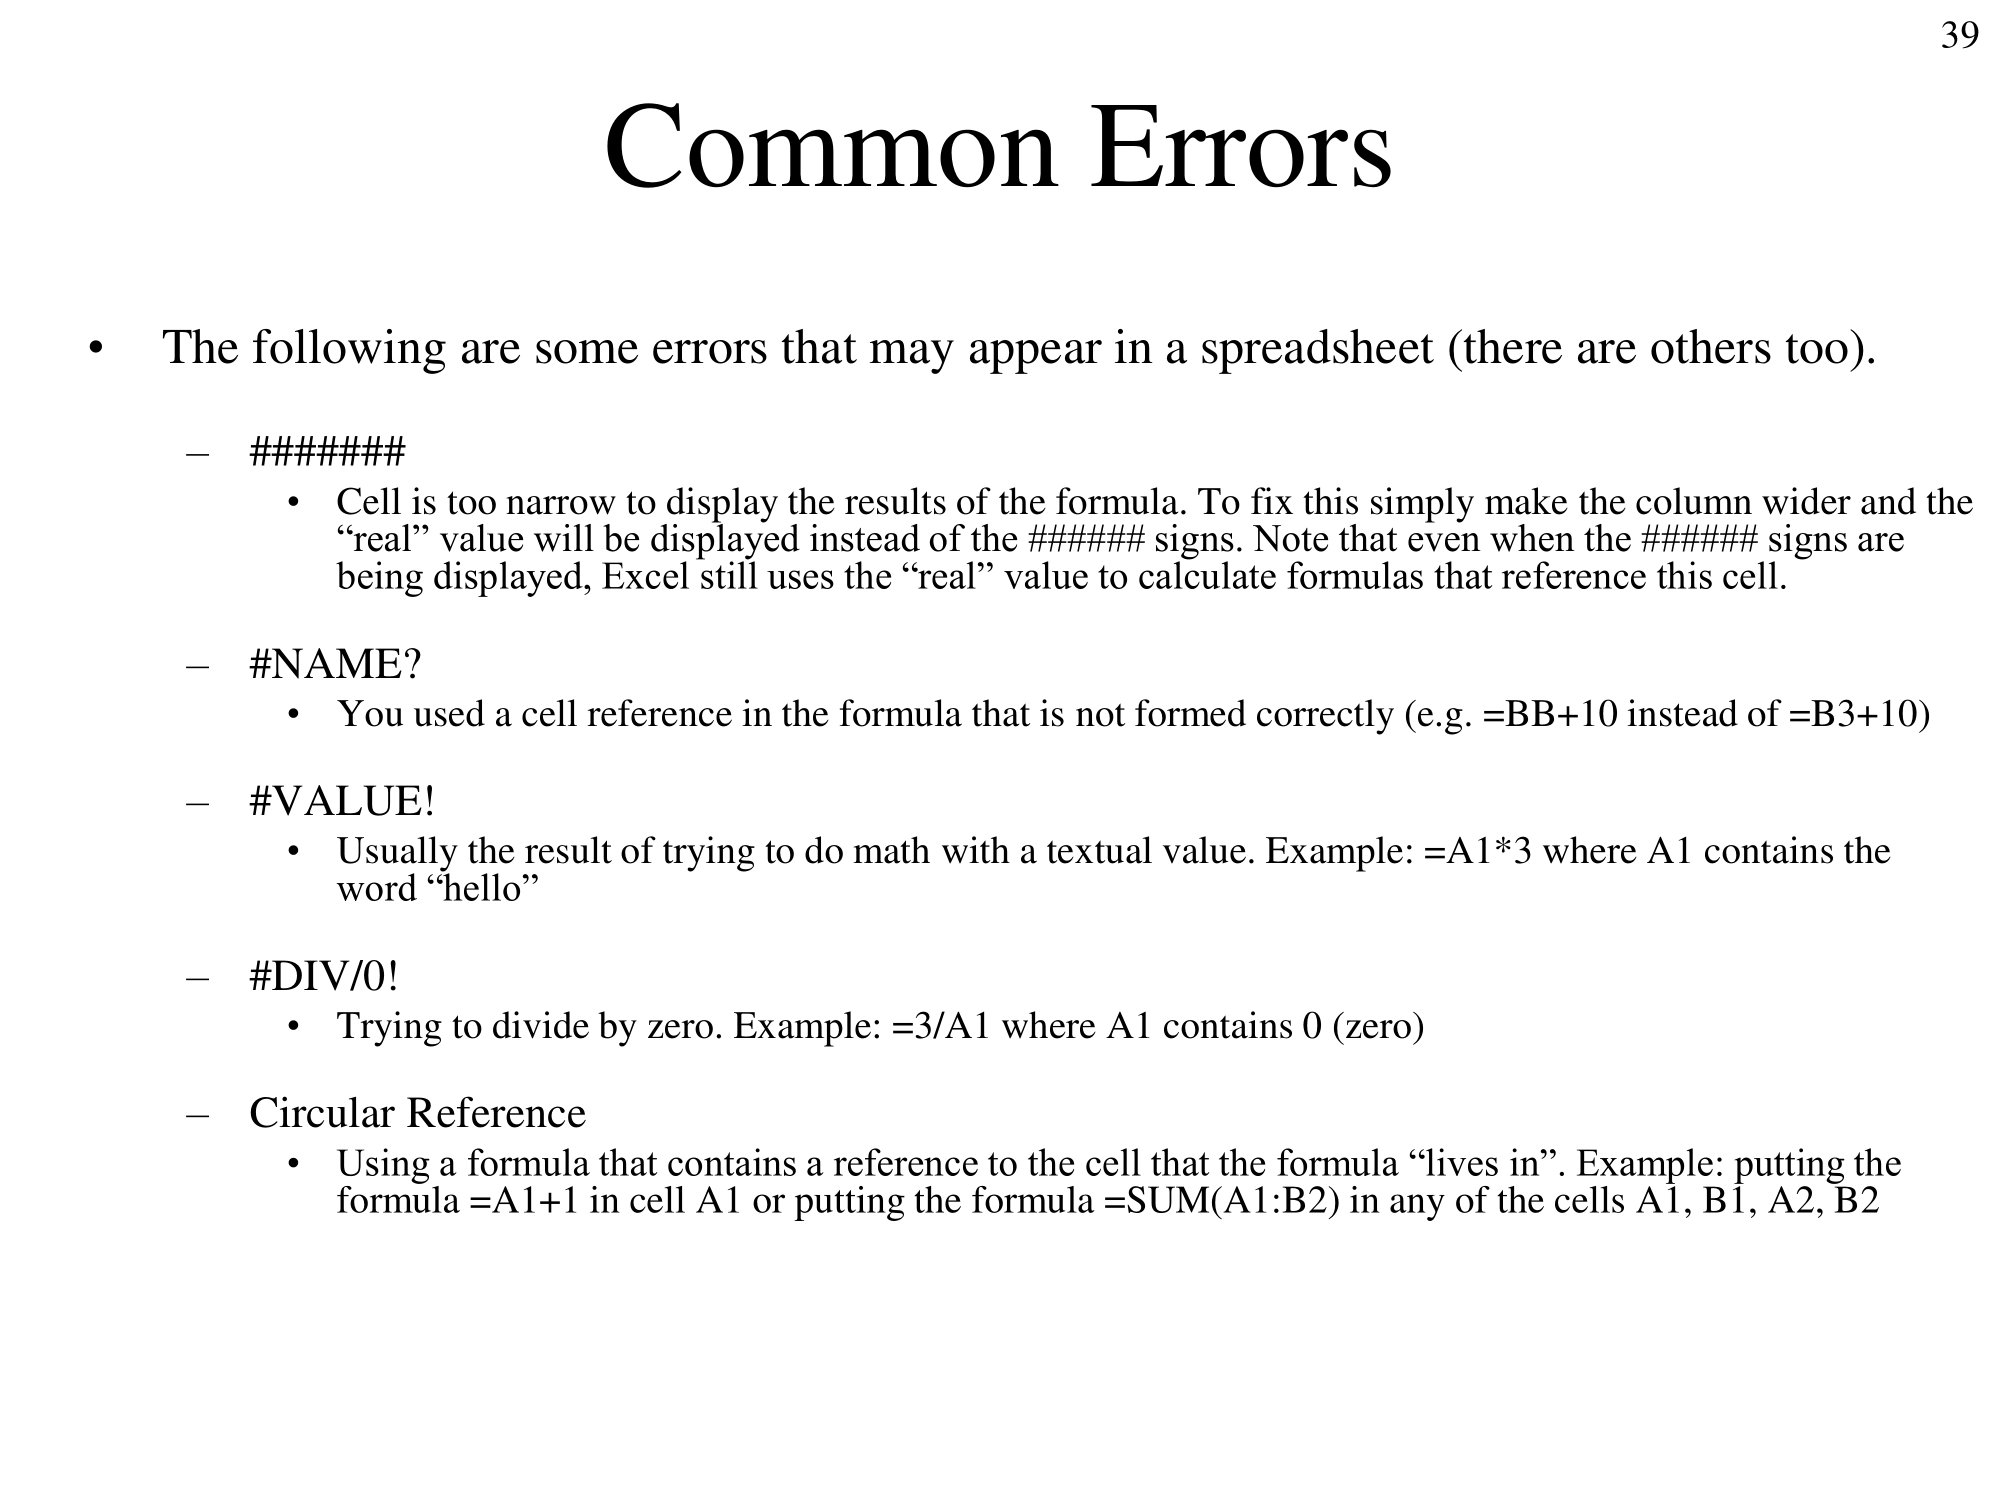 39
Common Errors
• The following are some errors that may appear in a spreadsheet (there are others too).
– #######
• Cell is too narrow to display the results of the formula. To fix this simply make the column wider and the
“real” value will be displayed instead of the ###### signs. Note that even when the ###### signs are
being displayed, Excel still uses the “real” value to calculate formulas that reference this cell.
– #NAME?
• You used a cell reference in the formula that is not formed correctly (e.g. =BB+10 instead of =B3+10)
– #VALUE!
• Usually the result of trying to do math with a textual value. Example: =A1*3 where A1 contains the
word “hello”
– #DIV/0!
• Trying to divide by zero. Example: =3/A1 where A1 contains 0 (zero)
– Circular Reference
• Using a formula that contains a reference to the cell that the formula “lives in”. Example: putting the
formula =A1+1 in cell A1 or putting the formula =SUM(A1:B2) in any of the cells A1, B1, A2, B2